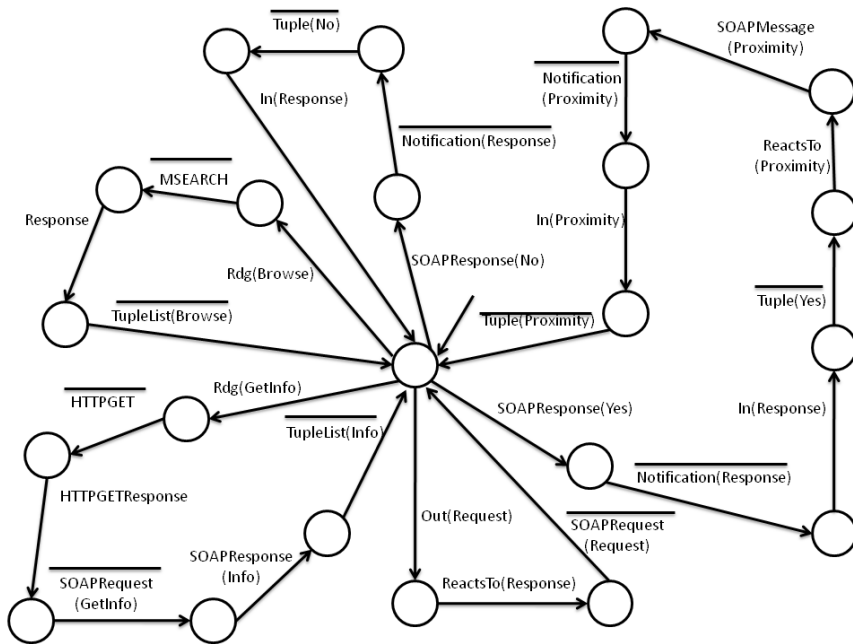 Tuple(No)
In(Response)
Notification(Response)
SOAPResponse(No)
MSEARCH
Response
Rdg(Browse)
TupleList(Browse)
SOAPMessage
(Proximity)
Notification
(Proximity)
ReactsTo
(Proximity)
In(Proximity)
Tuple(Proximity)
Tuple(Yes)
In(Response)
Rdg(GetInfo)
HTTPGET
TupleList(Info)
SOAPResponse(Yes)
Notification(Response)
HTTPGETResponse
Out(Request)
SOAPRequest
(Request)
SOAPResponse
(Info)
SOAPRequest
(GetInfo)
ReactsTo(Response)